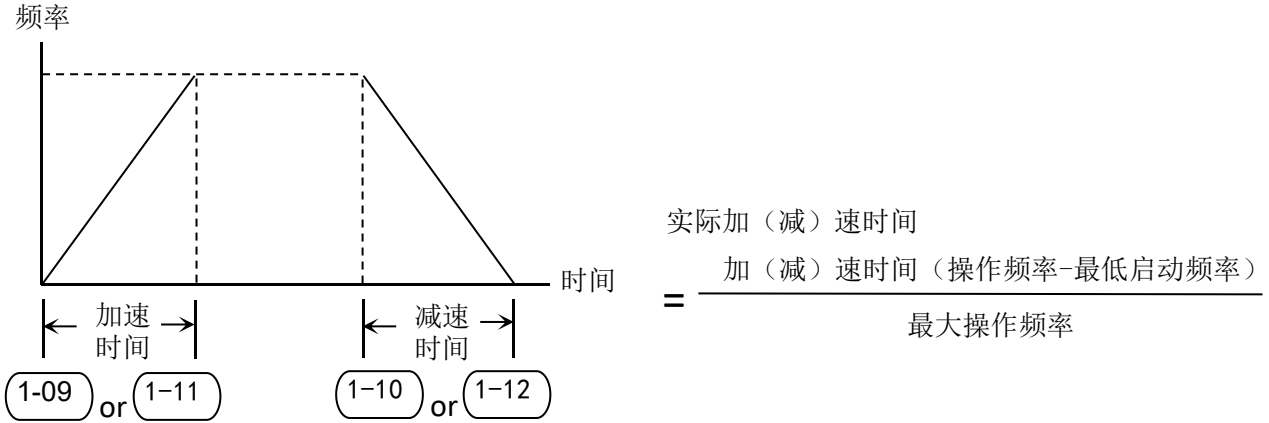 频率
时间
加速
时间
减速
时间
1-09 or 1-11
1-10 or 1-12
实际加（减）速时间
= 加（减）速时间（操作频率-最低启动频率）
最大操作频率